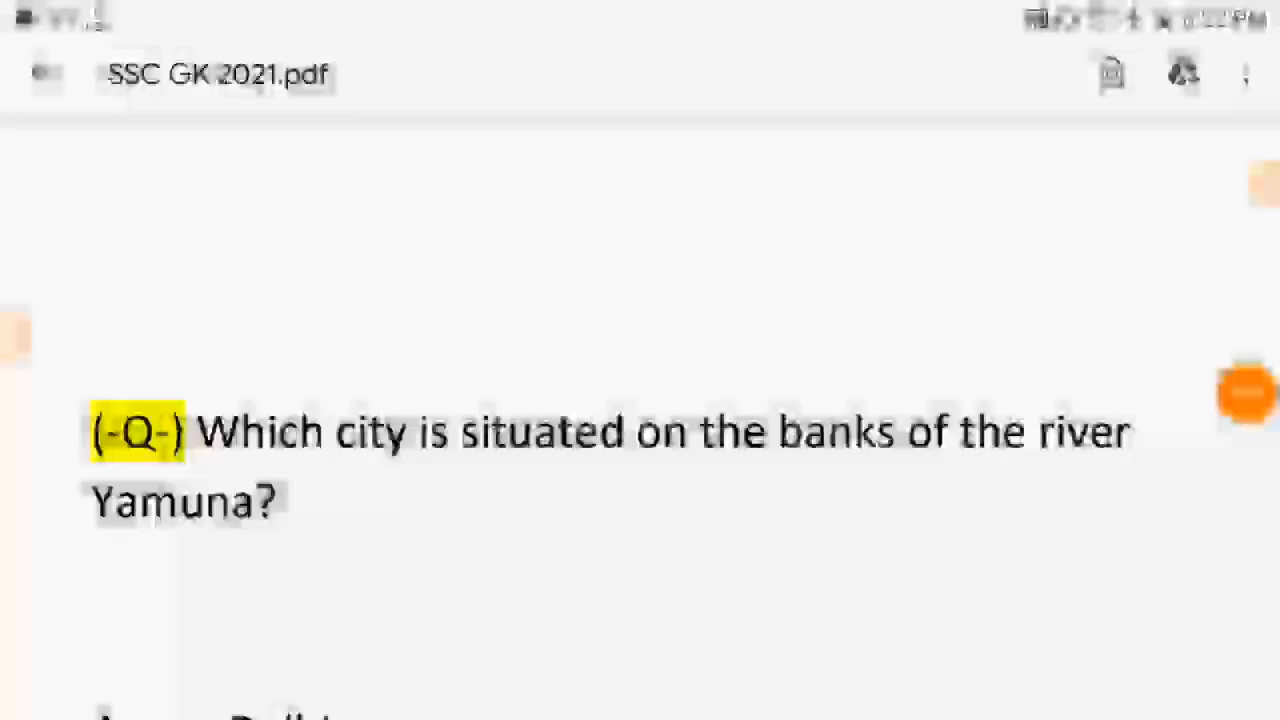 SSC GK 2021.pdf
(-Q-) Which city is situated on the banks of the river
Yamuna?